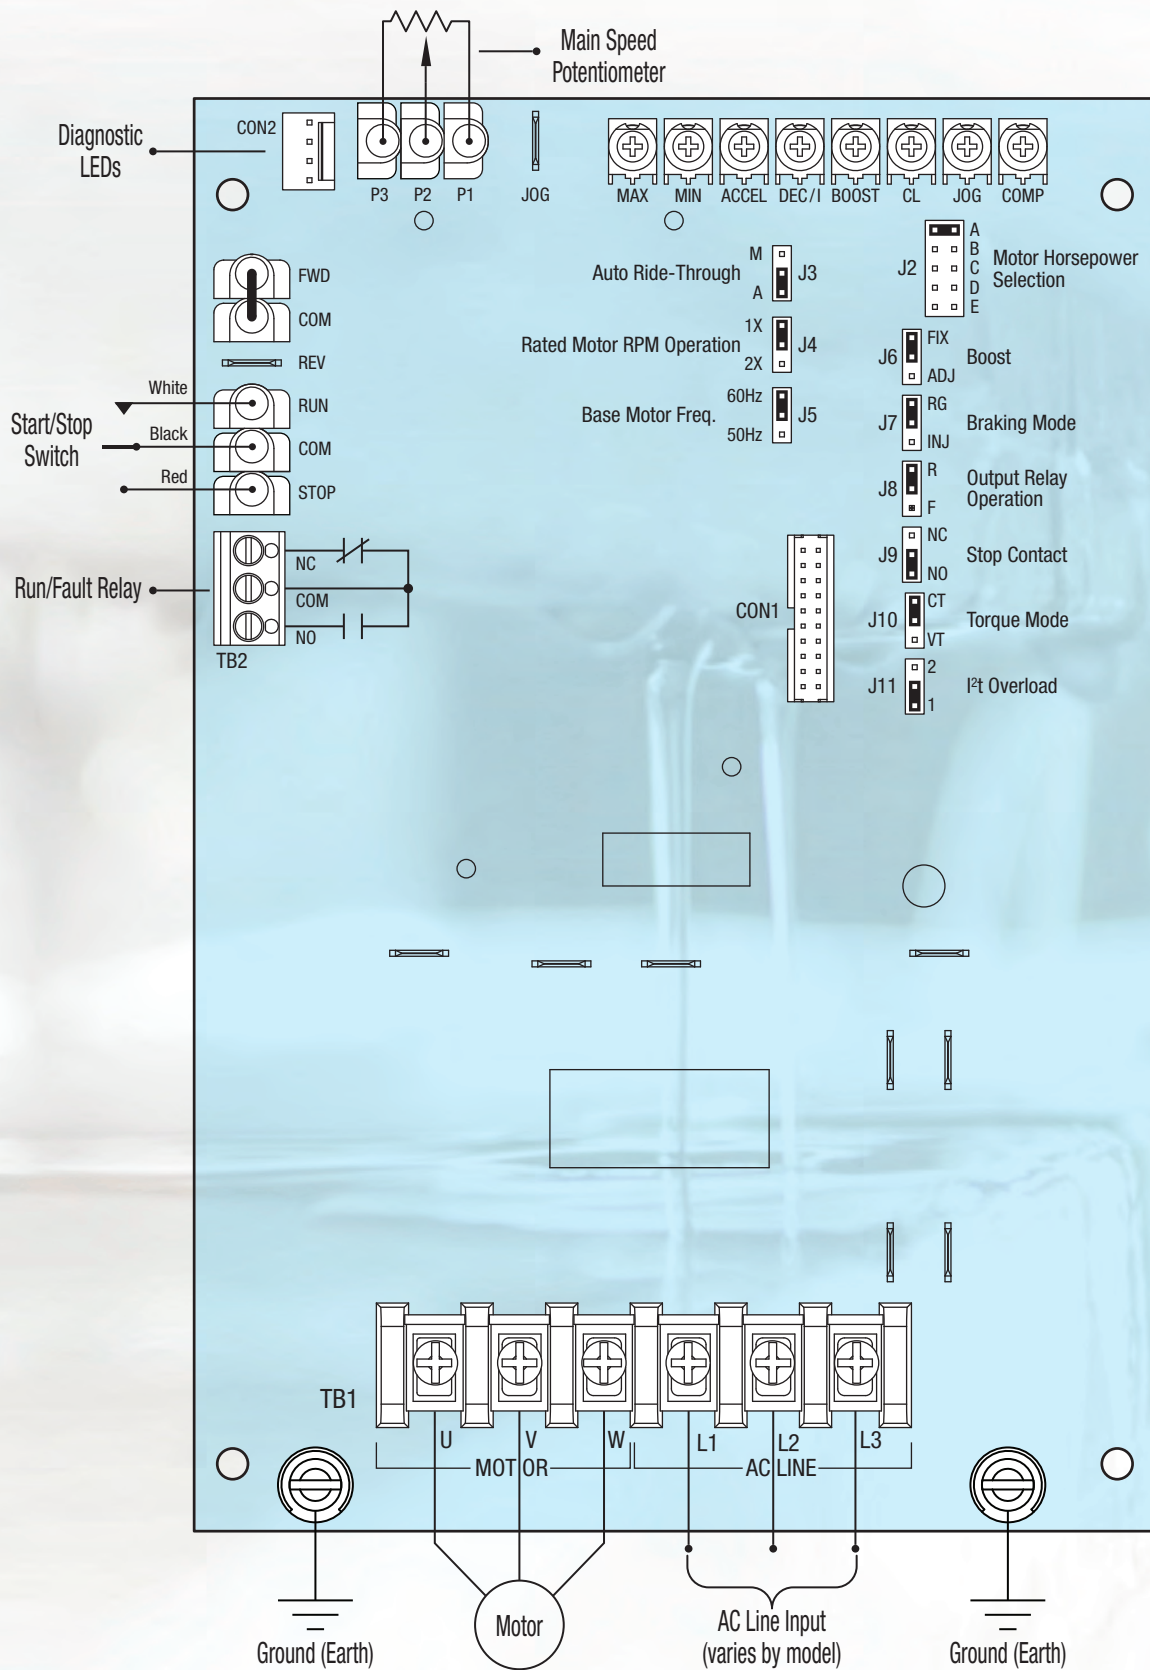 Main Speed
Potentiometer
Diagnostic
LEDs
CON2
P3 P2 P1 JOG
MAX MIN ACCEL DEC/I BOOST CL JOG COMP
FWD
COM
REV
White
RUN
Start/Stop
Switch
Black
COM
Red
STOP
Run/Fault Relay
NC
COM
NO
TB2
Auto Ride-Through
M
A
J3
Rated Motor RPM Operation
1X
2X
J4
Base Motor Freq.
60Hz
50Hz
J5
J2
A
B
C
D
E
Motor Horsepower
Selection
J6
FIX
ADJ
Boost
J7
RG
INJ
Braking Mode
J8
R
F
Output Relay
Operation
J9
NC
NO
Stop Contact
J10
CT
VT
Torque Mode
J11
2
1
I²t Overload
CON1
TB1
U V W L1 L2 L3
MOTOR AC LINE
Motor
AC Line Input
(varies by model)
Ground (Earth)
Ground (Earth)